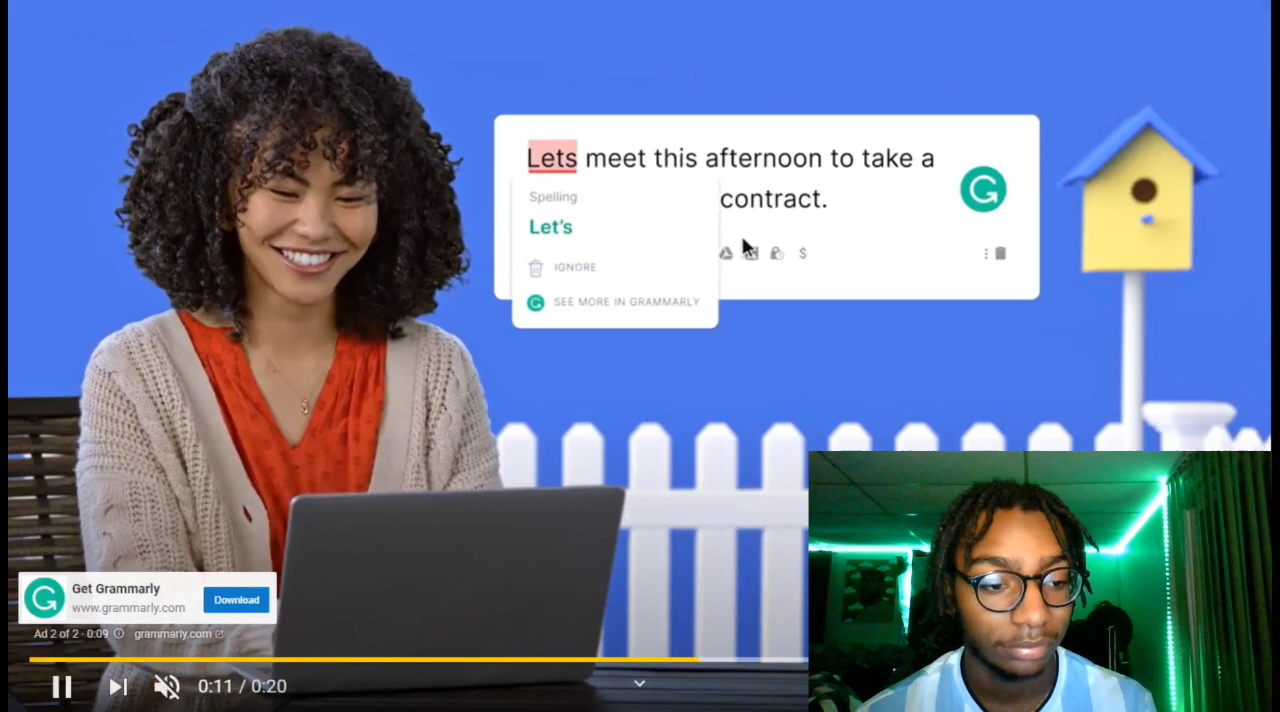 Lets meet this afternoon to take a
contract.
Spelling
Let's
IGNORE
SEE MORE IN GRAMMARLY
$
Get Grammarly
www.grammarly.com
Download
Ad 2 of 2 · 0:09 grammarly.com
0:11 / 0:20